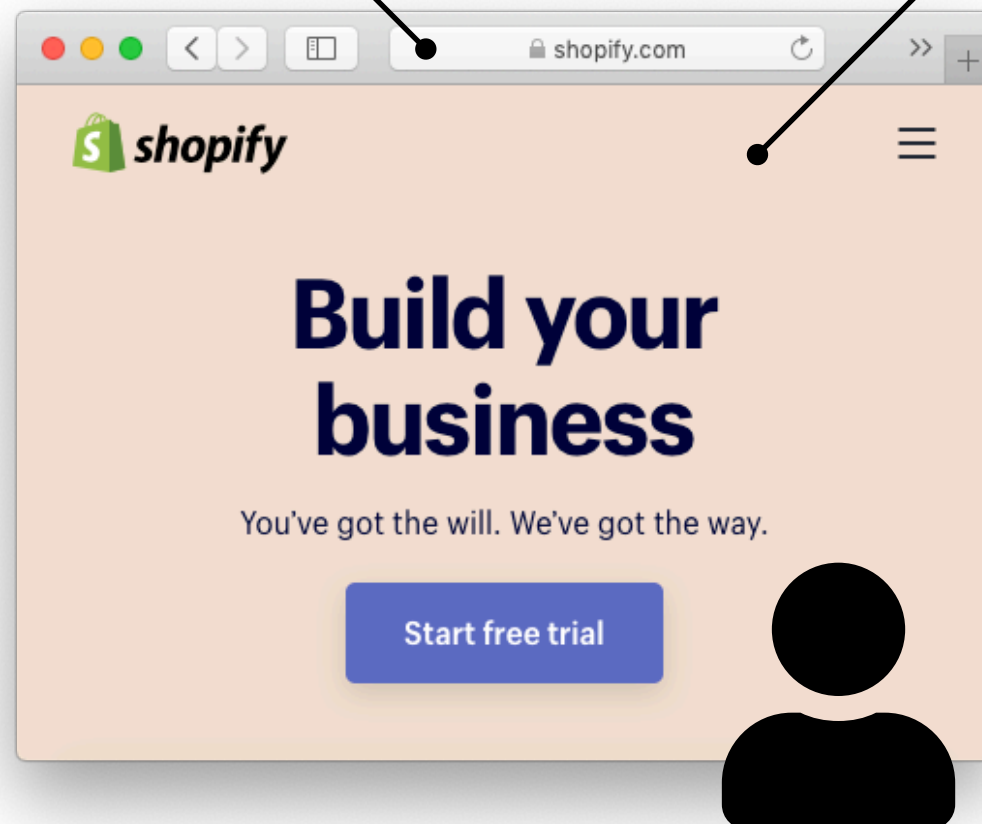 shopify.com
shopify
Build your
business
You've got the will. We've got the way.
Start free trial